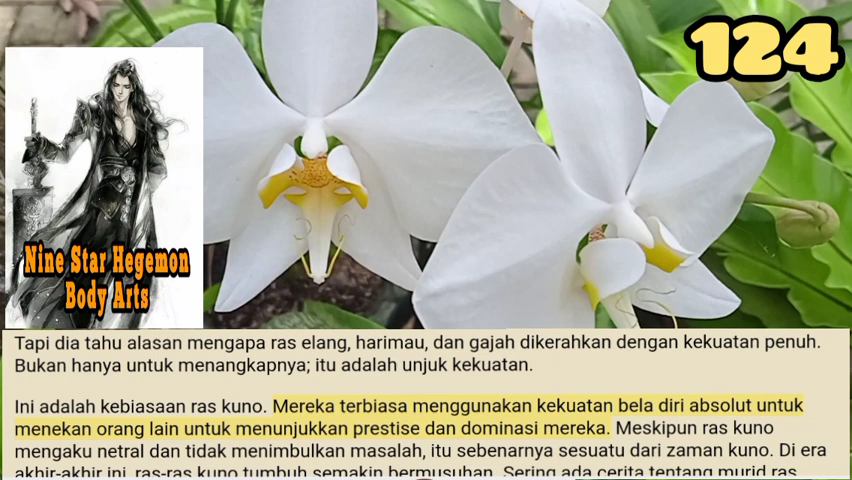 124
Nine Star Hegemon
Body Arts
Tapi dia tahu alasan mengapa ras elang, harimau, dan gajah dikerahkan dengan kekuatan penuh.
Bukan hanya untuk menangkapnya; itu adalah unjuk kekuatan.
Ini adalah kebiasaan ras kuno. Mereka terbiasa menggunakan kekuatan bela diri absolut untuk
menekan orang lain untuk menunjukkan prestise dan dominasi mereka. Meskipun ras kuno
mengaku netral dan tidak menimbulkan masalah, itu sebenarnya sesuatu dari zaman kuno. Di era
akhir-akhir ini, ras-ras kuno tumbuh semakin bermusuhan. Sering ada cerita tentang murid ras